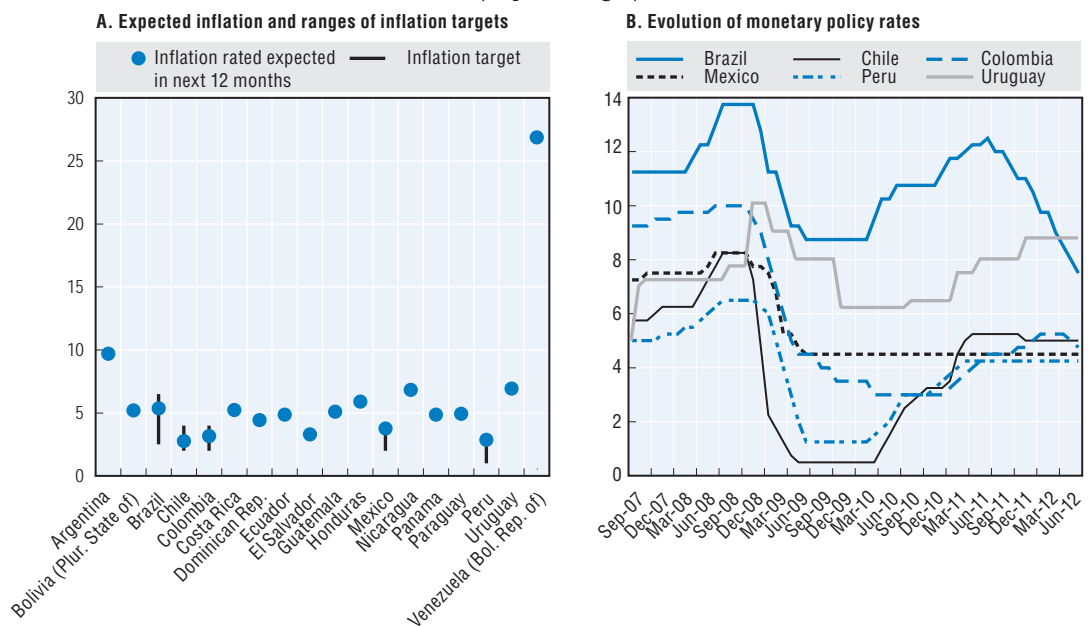 A. Expected inflation and ranges of inflation targets
Inflation rated expected
in next 12 months
Inflation target
30
25
20
15
10
5
0
Argentina
Bolivia (Plur. State of)
Brazil
Chile
Colombia
Costa Rica
Dominican Rep.
Ecuador
El Salvador
Guatemala
Honduras
Mexico
Nicaragua
Panama
Paraguay
Peru
Uruguay
Venezuela (Bol. Rep. of)
B. Evolution of monetary policy rates
Brazil Chile Colombia
Mexico Peru Uruguay
14
12
10
8
6
4
2
0
Sep-07
Dec-07
Mar-08
Jun-08
Sep-08
Dec-08
Mar-09
Jun-09
Sep-09
Dec-09
Mar-10
Jun-10
Sep-10
Dec-10
Mar-11
Jun-11
Sep-11
Dec-11
Mar-12
Jun-12